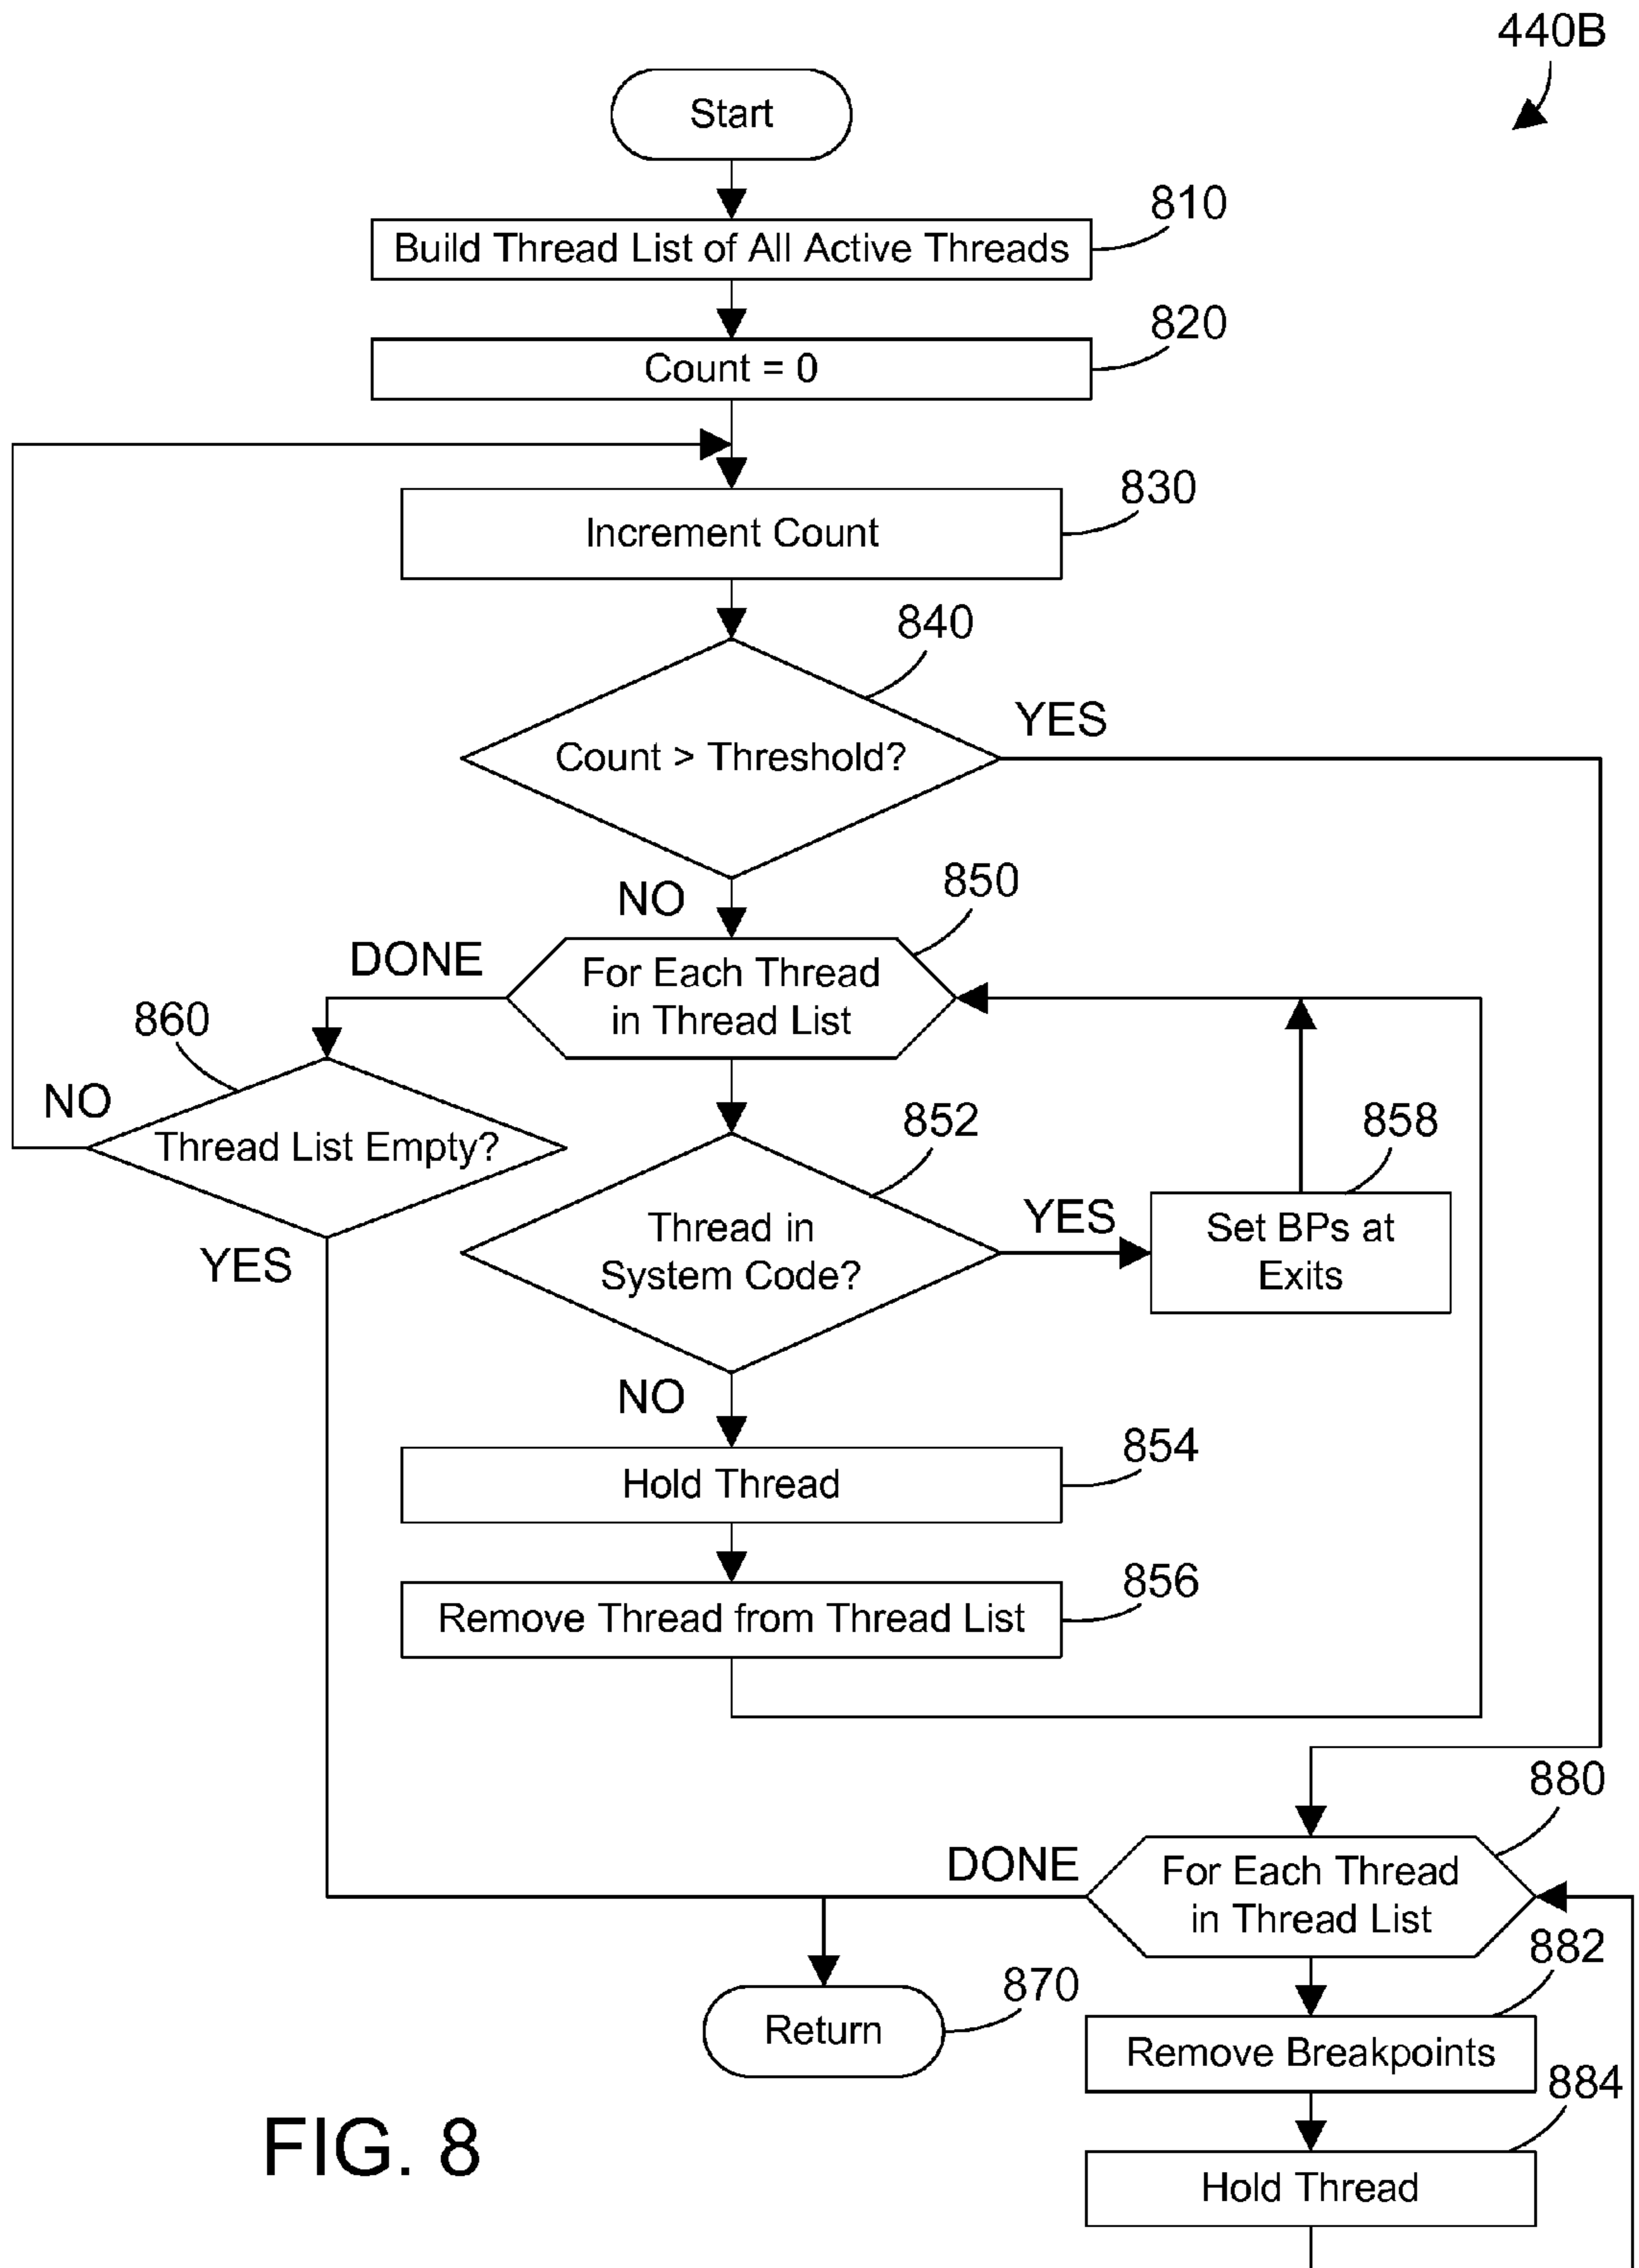 440B
Start
810
Build Thread List of All Active Threads
820
Count = 0
830
Increment Count
840
YES
Count > Threshold?
850
NO
DONE
For Each Thread
in Thread List
860
NO
Thread List Empty?
852
858
Thread in
System Code?
YES
Set BPs at
Exits
YES
NO
854
Hold Thread
856
Remove Thread from Thread List
880
DONE
For Each Thread
in Thread List
882
870
Return
Remove Breakpoints
884
Hold Thread
FIG. 8